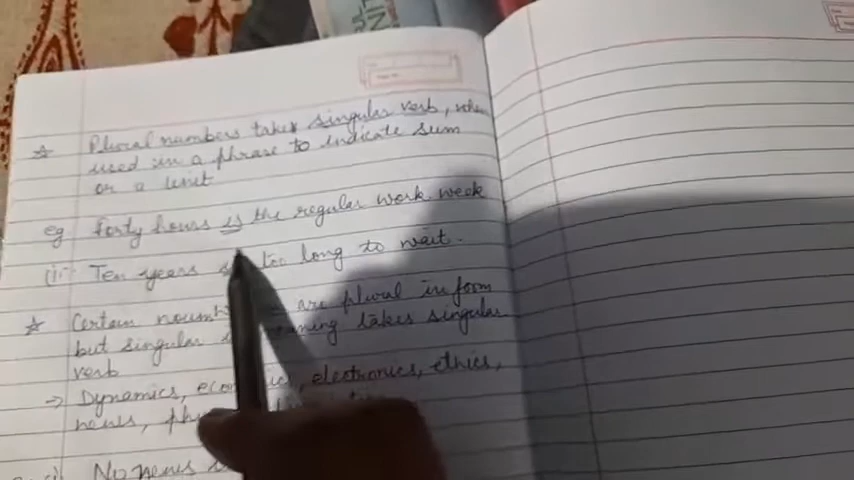 ☆ Plural numbers takes singular verb, when
used in a phrase to indicate sum
or a unit
eg Forty hours is the regular work week
(ii) Ten years too long to wait.
☆ Certain nouns are plural in form
but singular meaning takes singular
verb
→ Dynamics, electronics, ethics,
news,
No news